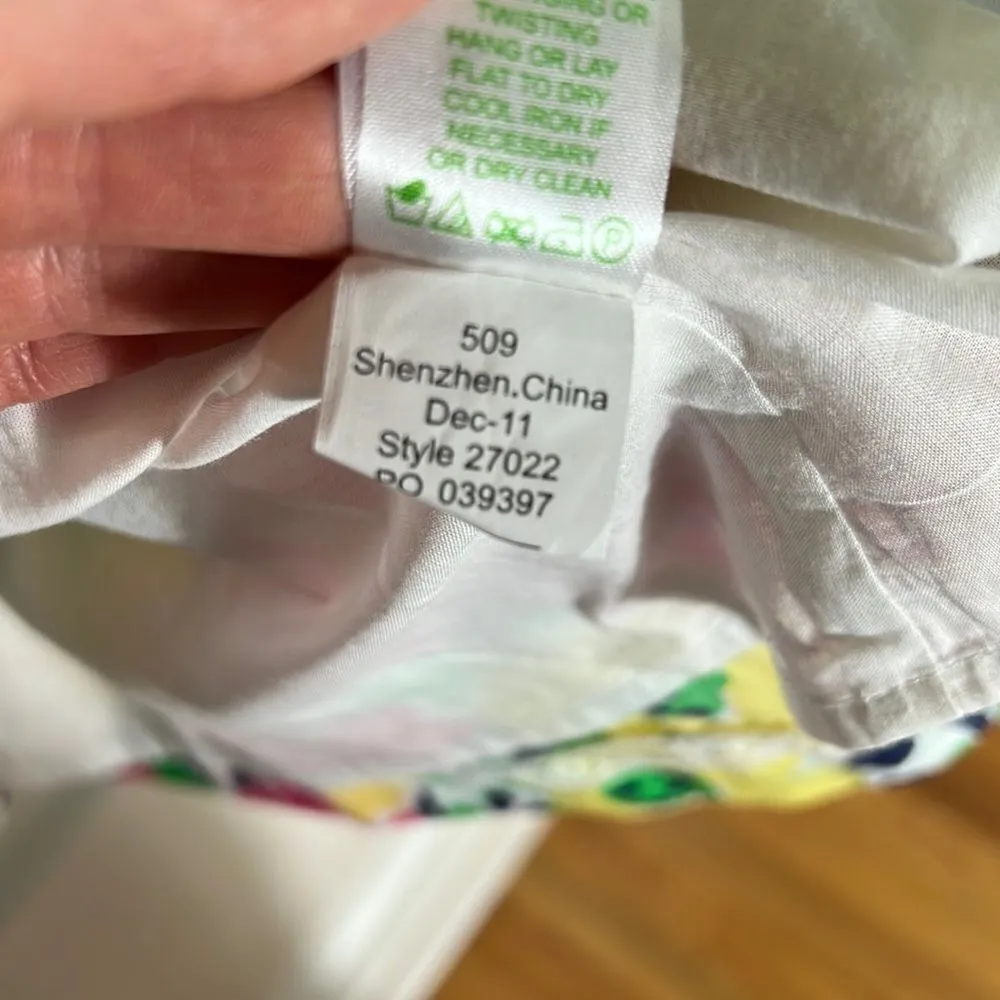 OR
TWISTING
HANG OR LAY
FLAT TO DRY
COOL IRON IF
NECESSARY
OR DRY CLEAN
P
509
Shenzhen.China
Dec-11
Style 27022
PO 039397